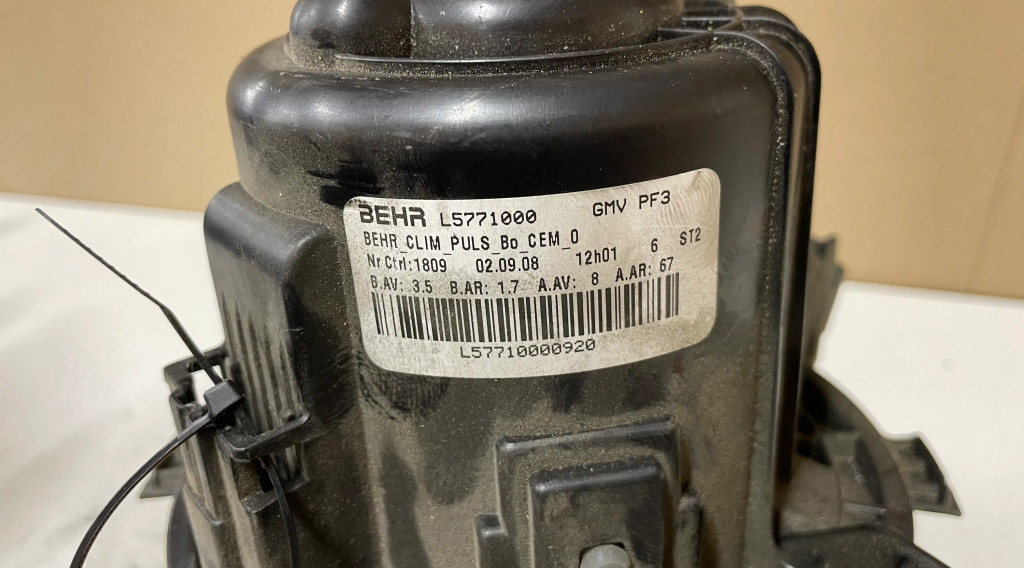 BEHR L5771000 GMV PF3
BEHR_CLIM_PULS_Bo_CEM_0
Nr Ctrl:1809 02.09.08 12h01 6 ST2
B.AV: 3.5 B.AR: 1.7 A.AV: 8 A.AR: 67
L57710000920